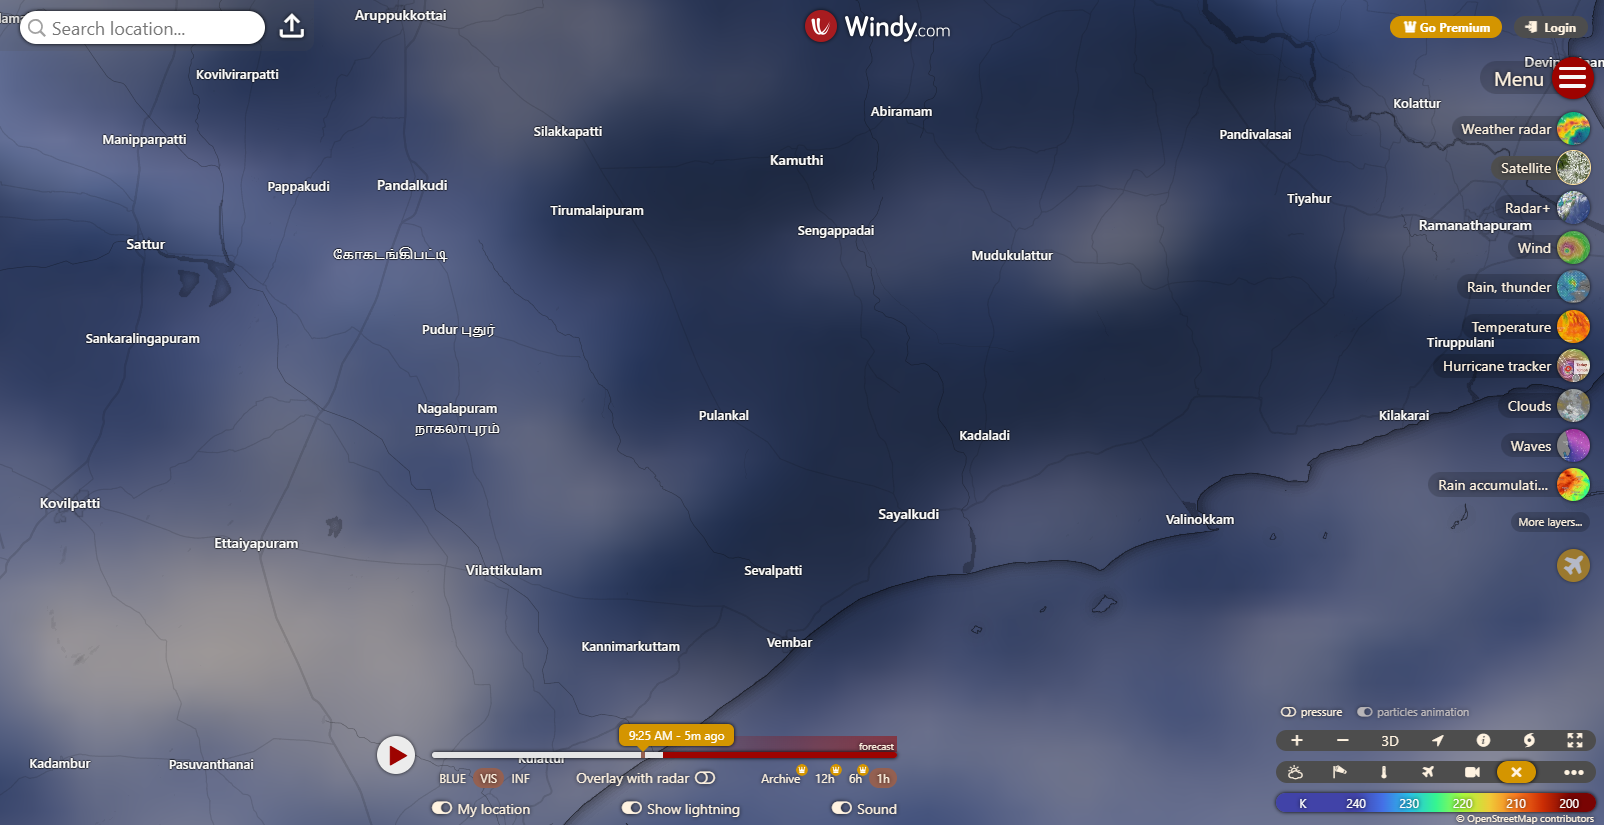 Search location...
Windy.com
Go Premium
Login
Menu
Weather radar
Satellite
Radar+
Wind
Rain, thunder
Temperature
Hurricane tracker
Clouds
Waves
Rain accumulati...
More layers...
Aruppukkottai
Kovilvirarpatti
Kolattur
Abiramam
Silakkapatti
Pandivalasai
Manipparpatti
Kamuthi
Pappakudi
Pandalkudi
Tiyahur
Tirumalaipuram
Ramanathapuram
Sengappadai
Sattur
கோகடங்கிபட்டி
Mudukulattur
Pudur புதூர்
Sankaralingapuram
Tiruppulani
Nagalapuram
நாகலாபுரம்
Pulankal
Kilakarai
Kadaladi
Kovilpatti
Sayalkudi
Valinokkam
Ettaiyapuram
Vilattikulam
Sevalpatti
Vembar
Kannimarkuttam
Kadambur
Pasuvanthanai
Kulattur
9:25 AM - 5m ago
forecast
BLUE VIS INF
Overlay with radar
Archive 12h 6h 1h
My location
Show lightning
Sound
pressure
particles animation
3D
K 240 230 220 210 200
© OpenStreetMap contributors